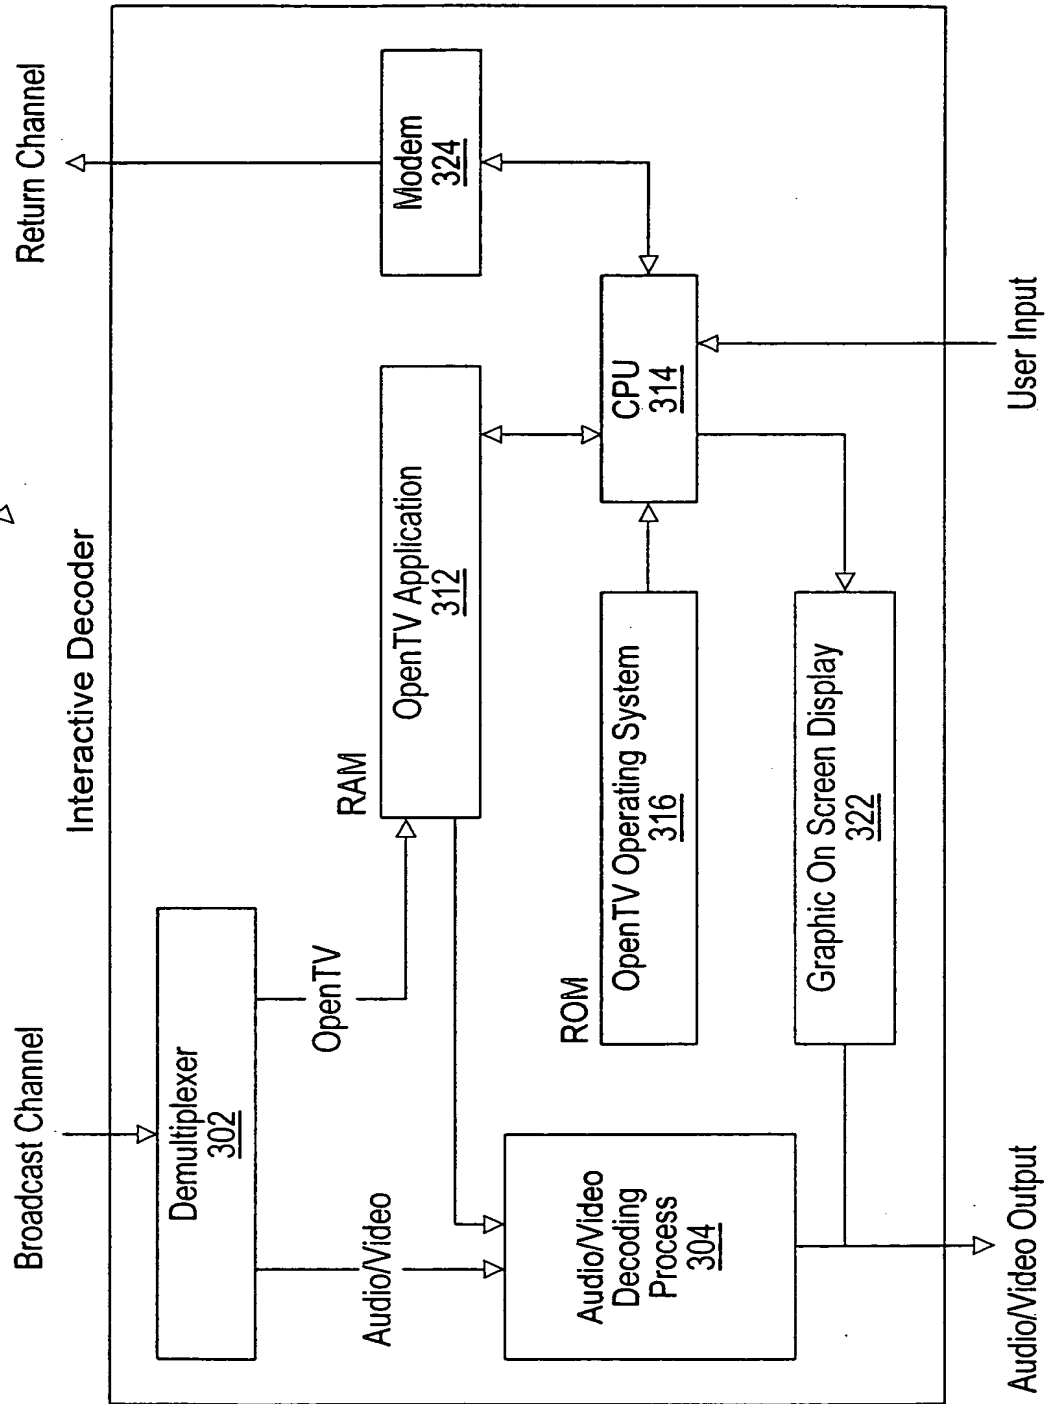 Interactive Decoder
Broadcast Channel
Return Channel
Demultiplexer
302
Audio/Video
OpenTV
RAM
OpenTV Application
312
Modem
324
Audio/Video
Decoding
Process
304
ROM
OpenTV Operating System
316
CPU
314
Graphic On Screen Display
322
Audio/Video Output
User Input